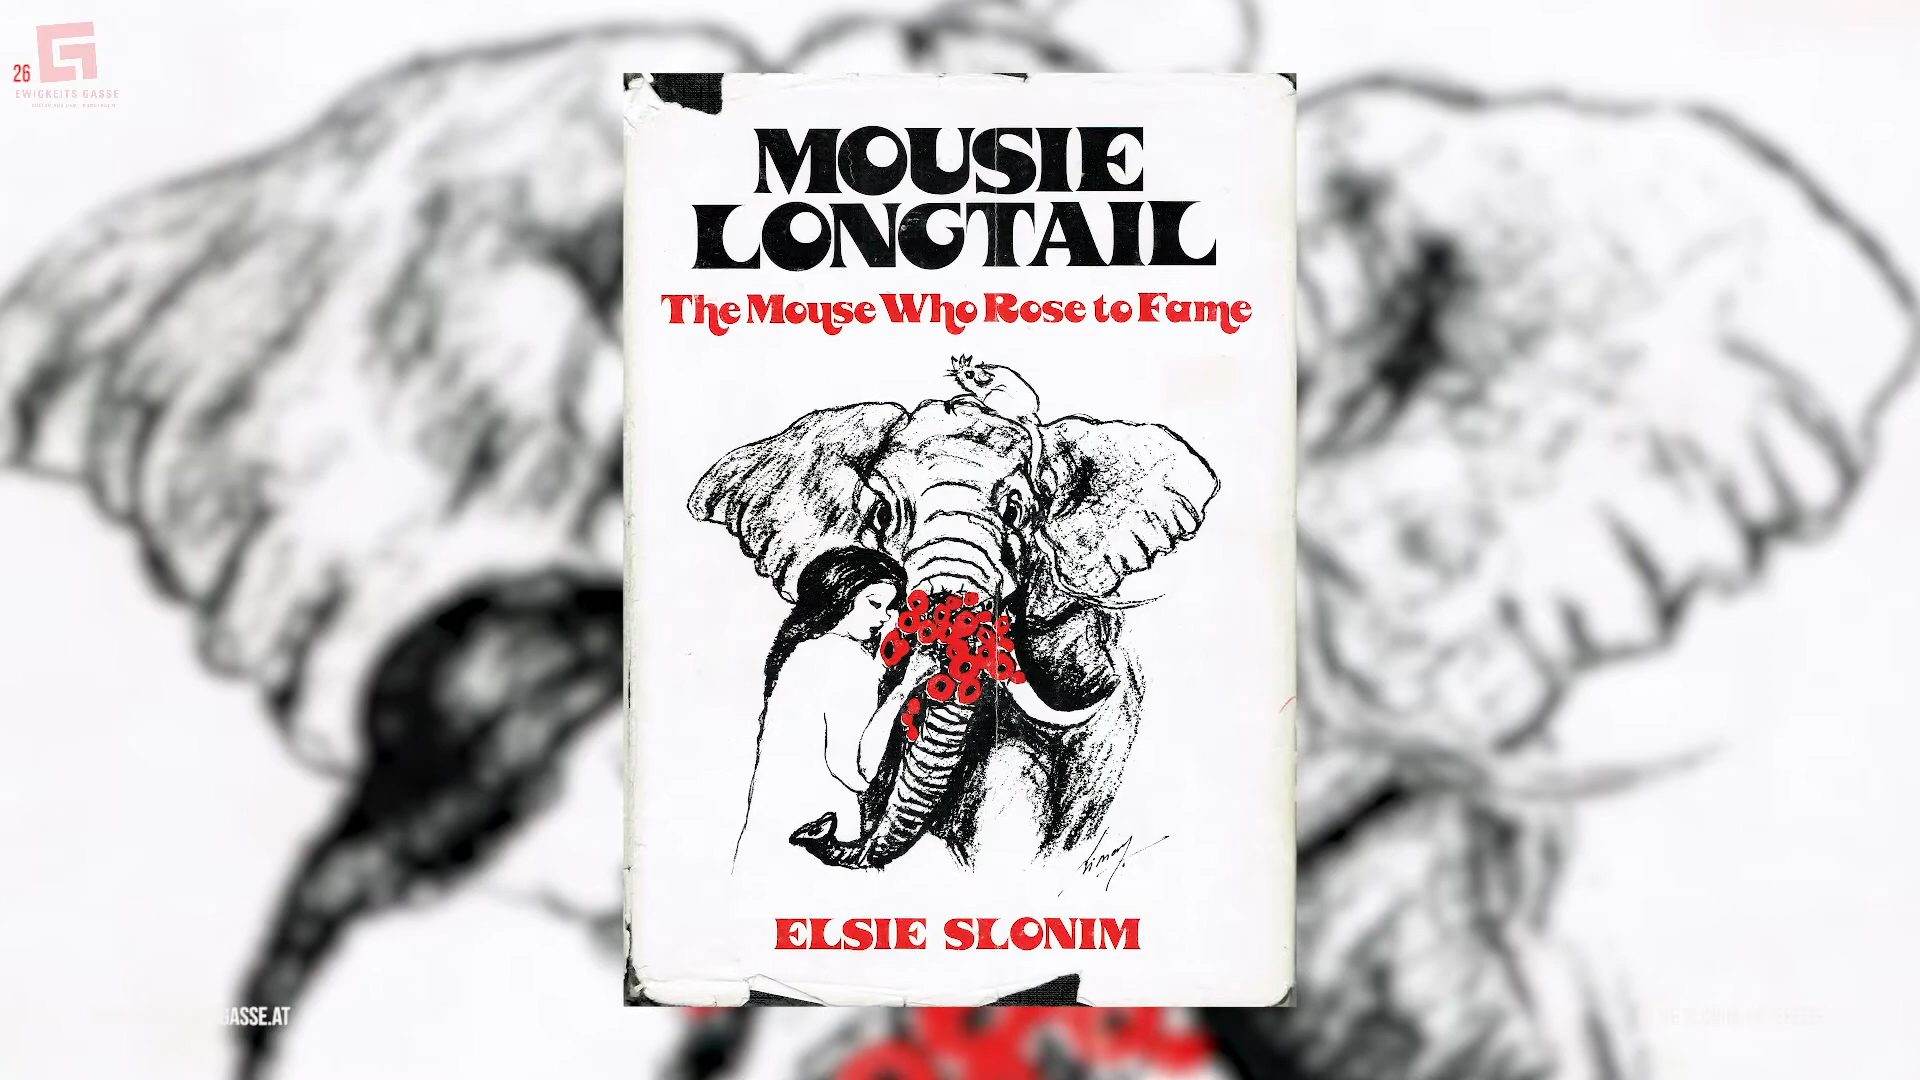 26
EWIGKEITS GASSE
MOUSIE
LONGTAIL
The Mouse Who Rose to Fame
ELSIE SLONIM
GASSE.AT